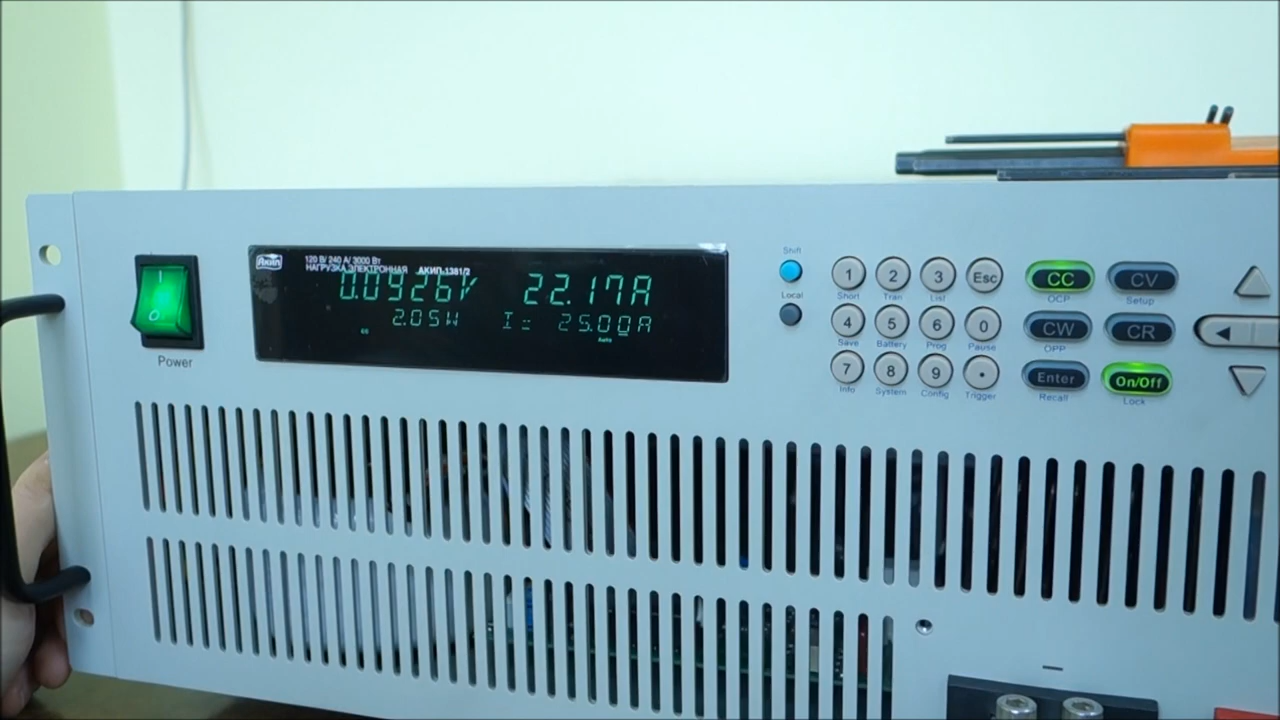 АКИП
120 В/ 240 А/ 3000 Вт
НАГРУЗКА ЭЛЕКТРОННАЯ АКИП-1381/2
0.0926V 22.17A
2.05W I= 25.00A
Auto
Power
I
O
Shift
Local
1 2 3 Esc
Short Tran List
4 5 6 0
Save Battery Prog Pause
7 8 9 •
Info System Config Trigger
CC CV
OCP Setup
CW CR
OPP
Enter On/Off
Recall Lock
−